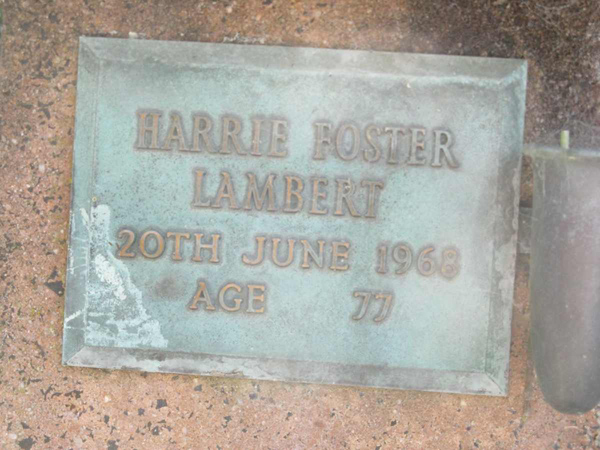 HARRIE FOSTER
LAMBERT
20TH JUNE 1968
AGE 77